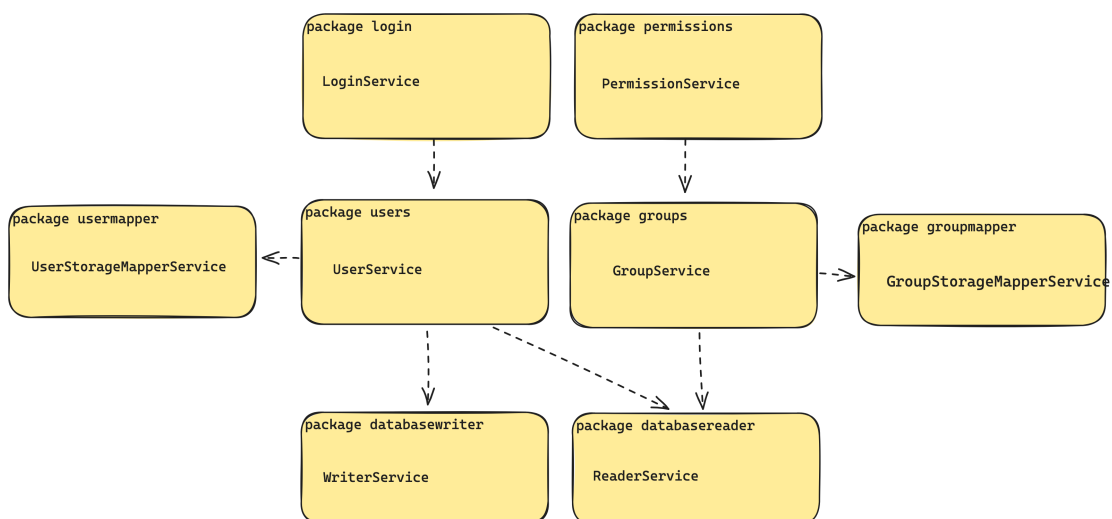 package login
LoginService
package permissions
PermissionService
package usermapper
UserStorageMapperService
package users
UserService
package groups
GroupService
package groupmapper
GroupStorageMapperService
package databasewriter
WriterService
package databasereader
ReaderService